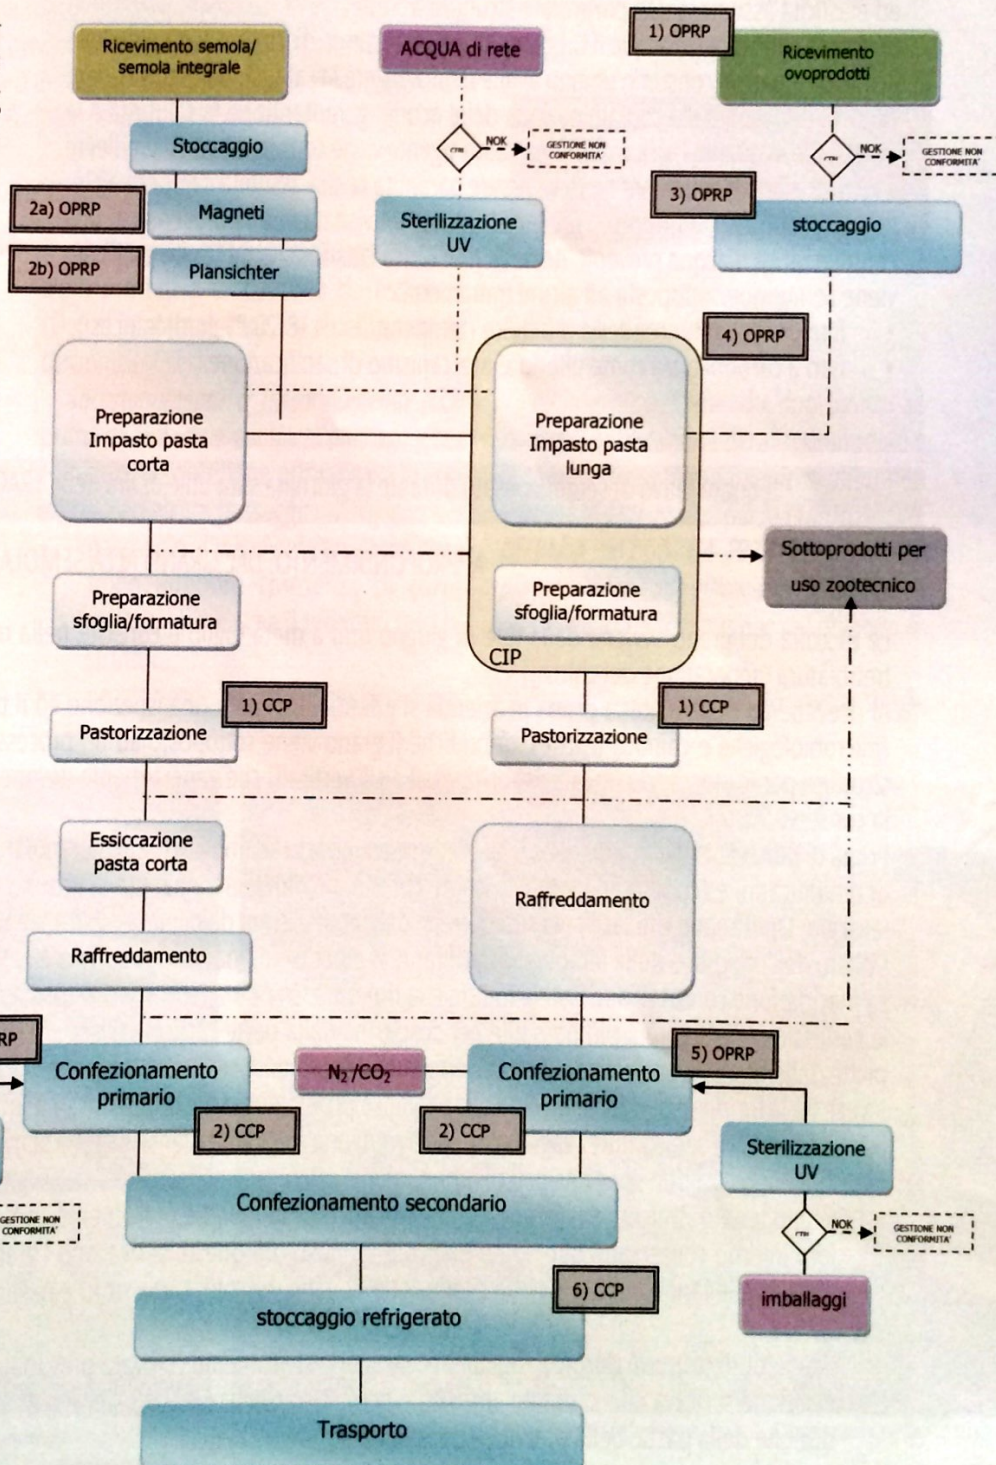 Ricevimento semola/
semola integrale
ACQUA di rete
1) OPRP
Ricevimento
ovoprodotti
Stoccaggio
NOK
GESTIONE NON
CONFORMITA'
NOK
GESTIONE NON
CONFORMITA'
2a) OPRP
Magneti
Sterilizzazione
UV
3) OPRP
stoccaggio
2b) OPRP
Plansichter
4) OPRP
Preparazione
Impasto pasta
corta
Preparazione
Impasto pasta
lunga
Sottoprodotti per
uso zootecnico
Preparazione
sfoglia/formatura
Preparazione
sfoglia/formatura
CIP
1) CCP
Pastorizzazione
1) CCP
Pastorizzazione
Essiccazione
pasta corta
Raffreddamento
Raffreddamento
RP
Confezionamento
primario
N2/CO2
Confezionamento
primario
5) OPRP
2) CCP
2) CCP
Sterilizzazione
UV
Confezionamento secondario
GESTIONE NON
CONFORMITA'
NOK
GESTIONE NON
CONFORMITA'
6) CCP
stoccaggio refrigerato
imballaggi
Trasporto